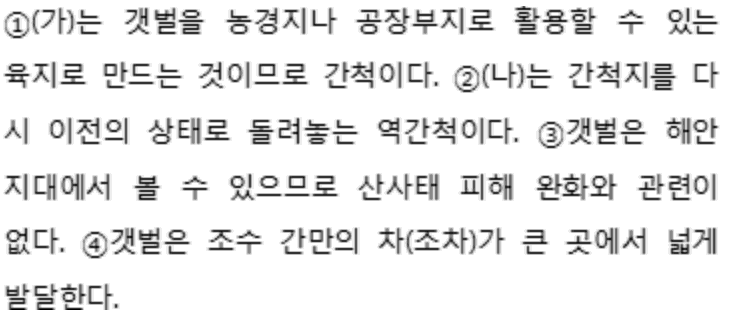 ①(가)는 갯벌을 농경지나 공장부지로 활용할 수 있는
육지로 만드는 것이므로 간척이다. ②(나)는 간척지를 다
시 이전의 상태로 돌려놓는 역간척이다. ③갯벌은 해안
지대에서 볼 수 있으므로 산사태 피해 완화와 관련이
없다. ④갯벌은 조수 간만의 차(조차)가 큰 곳에서 넓게
발달한다.